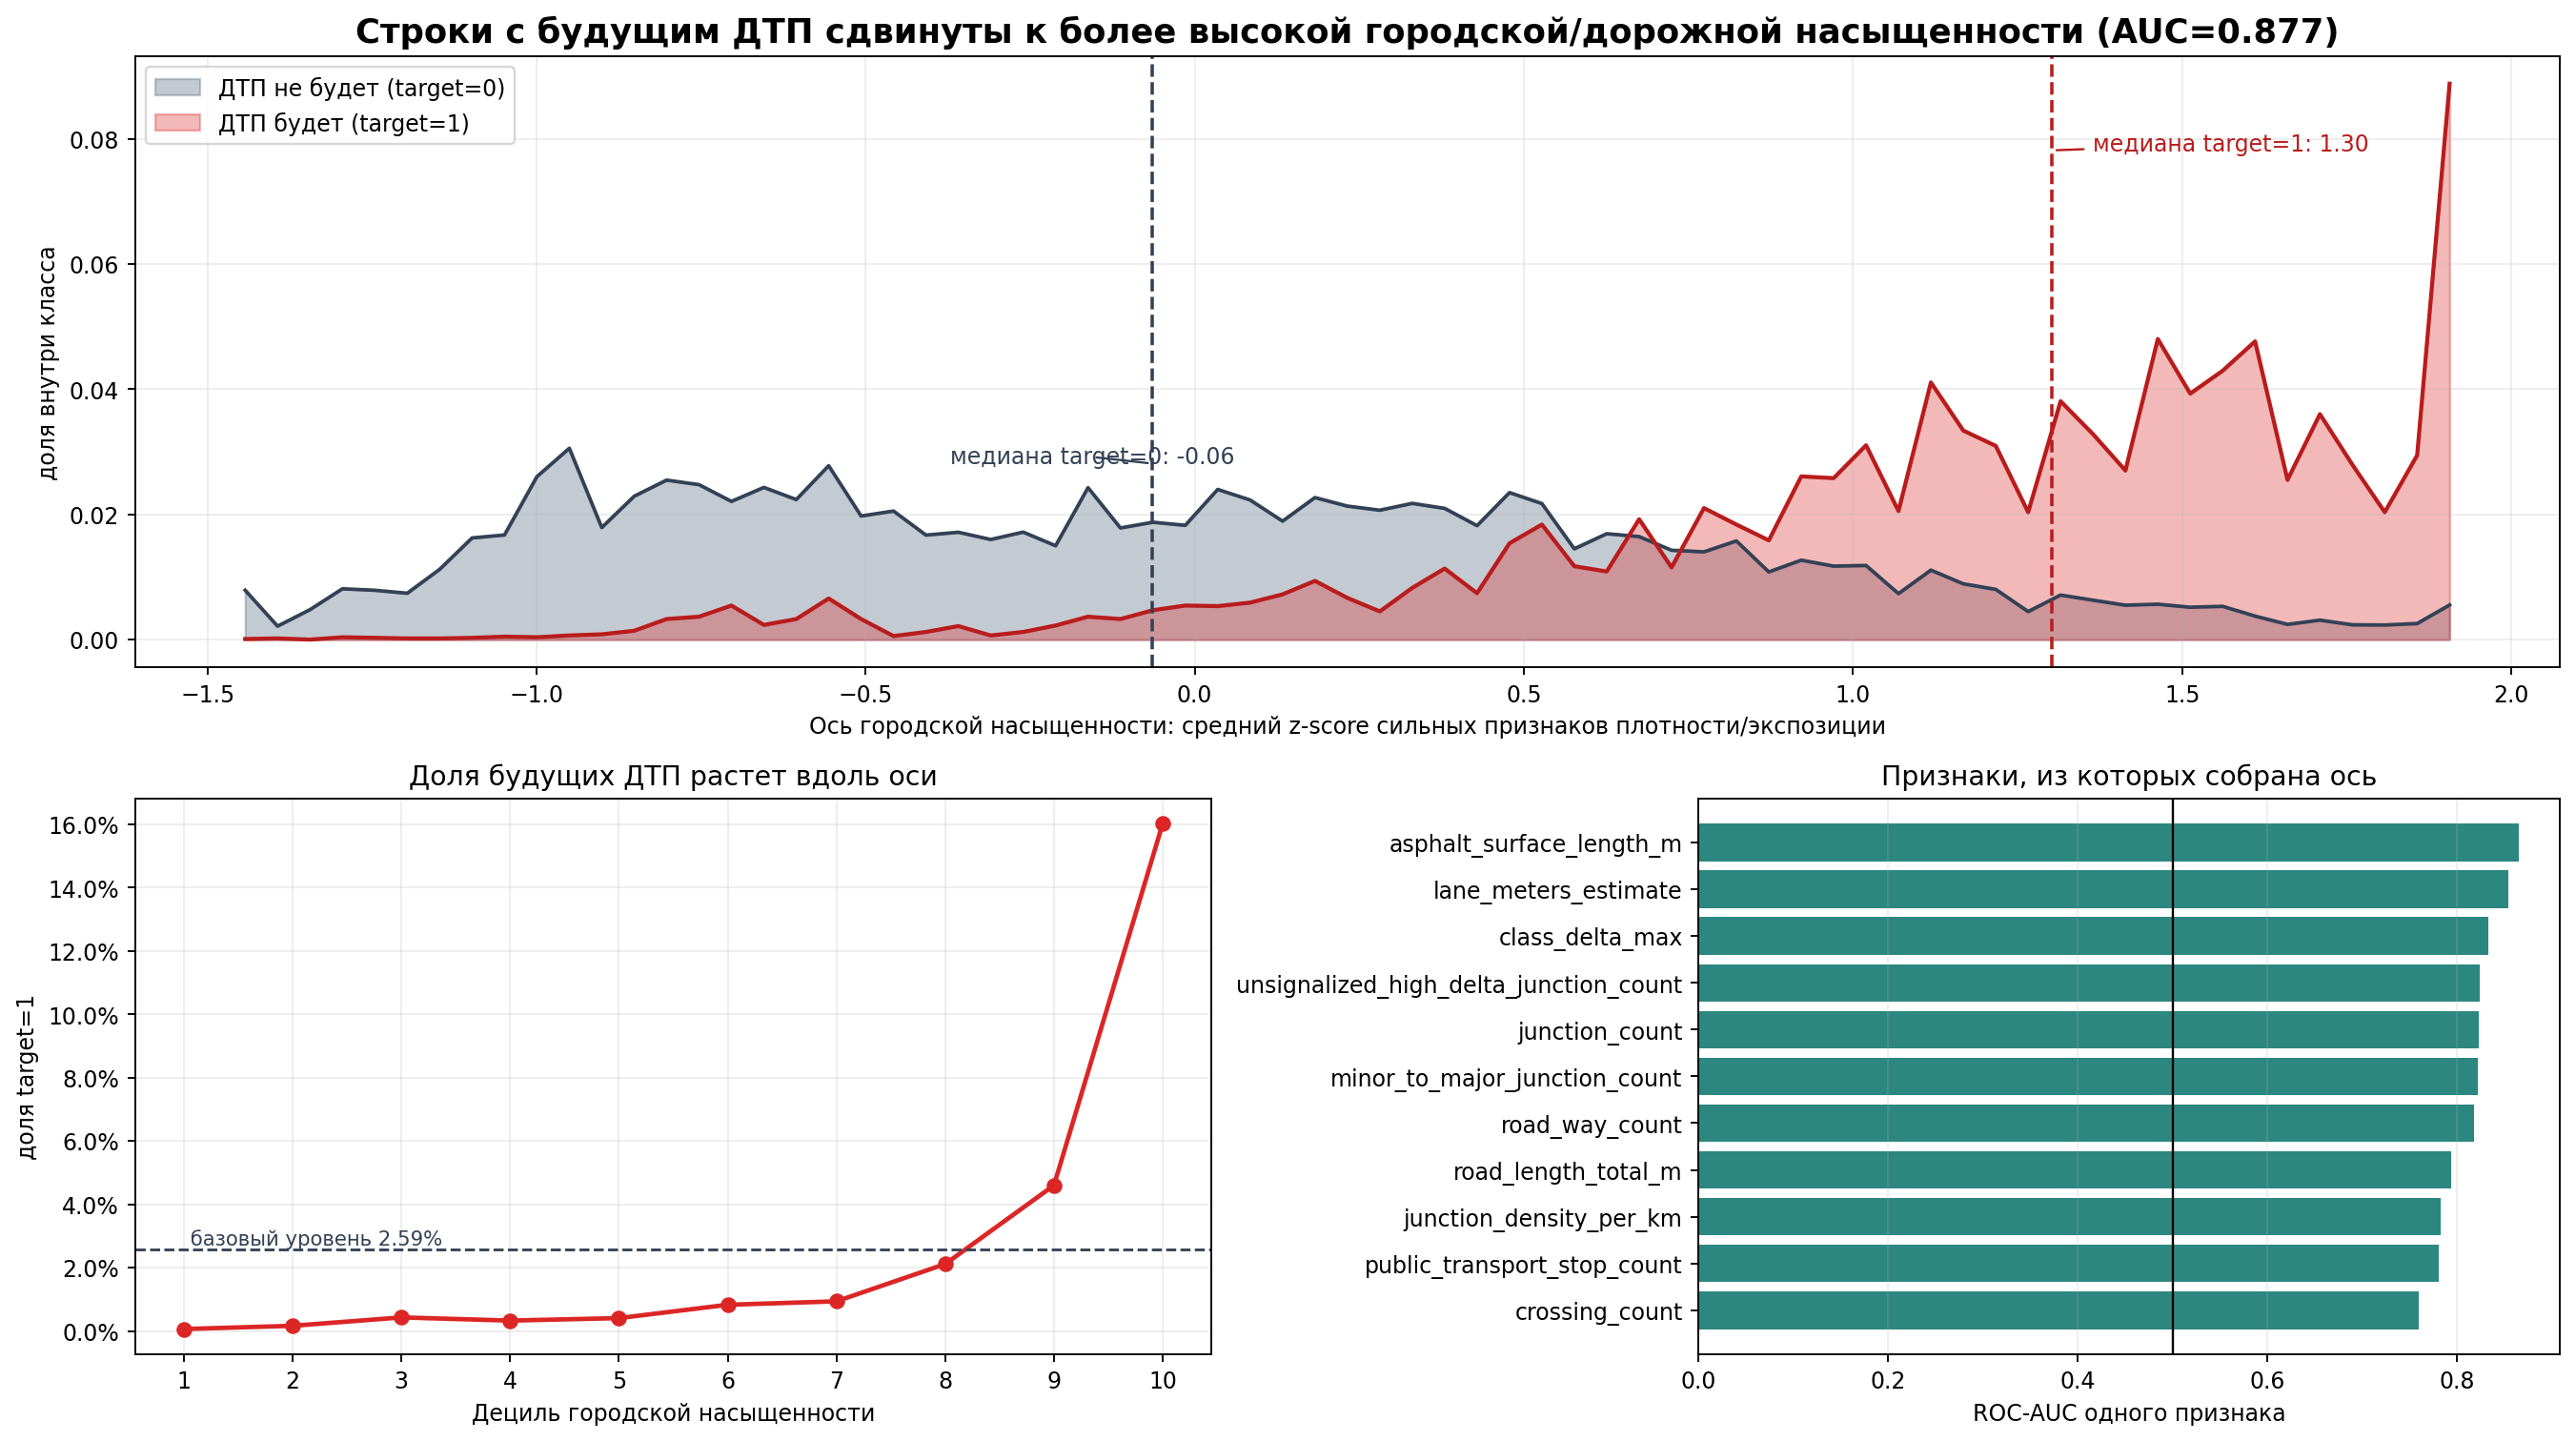 Строки с будущим ДТП сдвинуты к более высокой городской/дорожной насыщенности (AUC=0.877)
ДТП не будет (target=0)
ДТП будет (target=1)
медиана target=1: 1.30
медиана target=0: -0.06
доля внутри класса
0.08
0.06
0.04
0.02
0.00
−1.5
−1.0
−0.5
0.0
0.5
1.0
1.5
2.0
Ось городской насыщенности: средний z-score сильных признаков плотности/экспозиции
Доля будущих ДТП растет вдоль оси
доля target=1
16.0%
14.0%
12.0%
10.0%
8.0%
6.0%
4.0%
2.0%
0.0%
базовый уровень 2.59%
1
2
3
4
5
6
7
8
9
10
Дециль городской насыщенности
Признаки, из которых собрана ось
asphalt_surface_length_m
lane_meters_estimate
class_delta_max
unsignalized_high_delta_junction_count
junction_count
minor_to_major_junction_count
road_way_count
road_length_total_m
junction_density_per_km
public_transport_stop_count
crossing_count
0.0
0.2
0.4
0.6
0.8
ROC-AUC одного признака